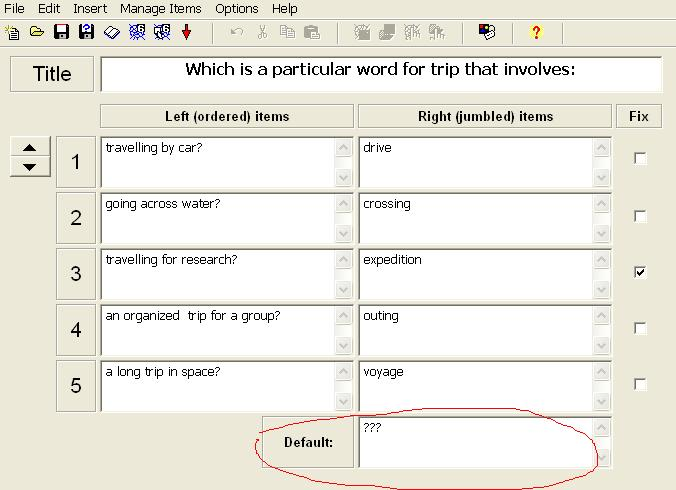 File Edit Insert Manage Items Options Help
Title
Which is a particular word for trip that involves:
Left (ordered) items Right (jumbled) items Fix
1 travelling by car? drive
2 going across water? crossing
3 travelling for research? expedition
4 an organized  trip for a group? outing
5 a long trip in space? voyage
Default: ???